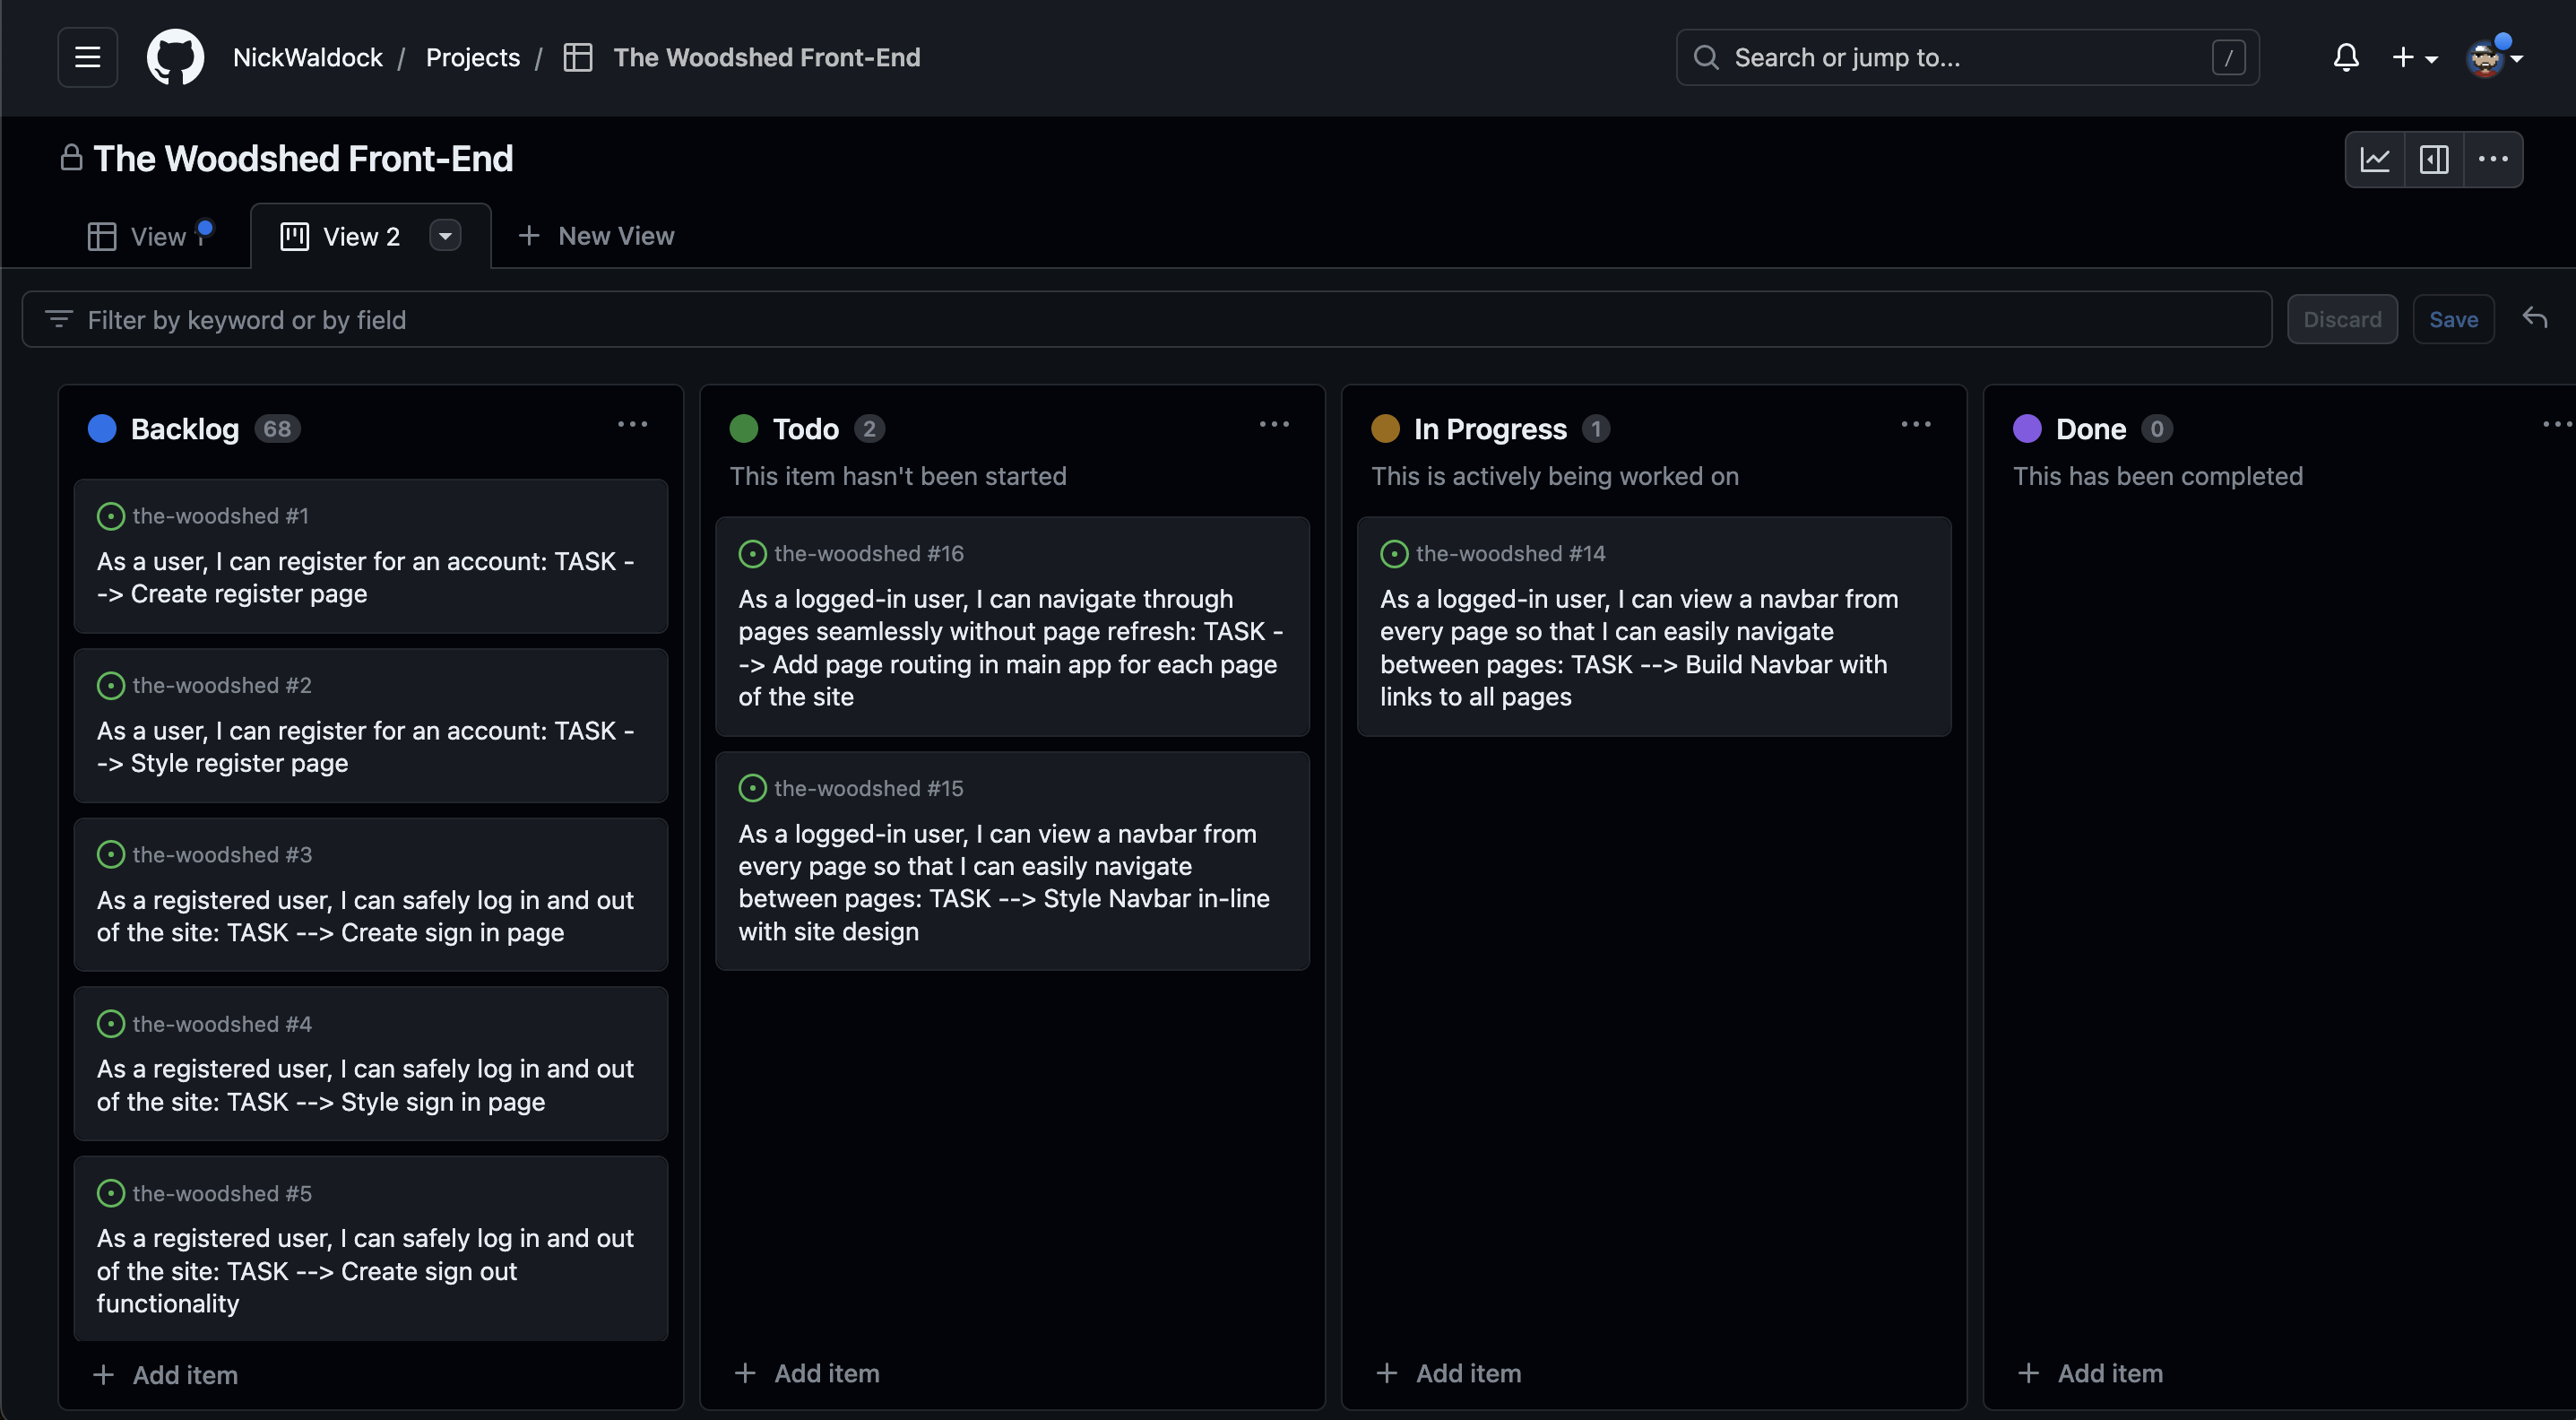 NickWaldock / Projects / The Woodshed Front-End
Search or jump to...
/
The Woodshed Front-End
View
View 2
New View
Filter by keyword or by field
Discard
Save
Backlog 68
the-woodshed #1
As a user, I can register for an account: TASK -
-> Create register page
the-woodshed #2
As a user, I can register for an account: TASK -
-> Style register page
the-woodshed #3
As a registered user, I can safely log in and out
of the site: TASK --> Create sign in page
the-woodshed #4
As a registered user, I can safely log in and out
of the site: TASK --> Style sign in page
the-woodshed #5
As a registered user, I can safely log in and out
of the site: TASK --> Create sign out
functionality
Add item
Todo 2
This item hasn't been started
the-woodshed #16
As a logged-in user, I can navigate through
pages seamlessly without page refresh: TASK -
-> Add page routing in main app for each page
of the site
the-woodshed #15
As a logged-in user, I can view a navbar from
every page so that I can easily navigate
between pages: TASK --> Style Navbar in-line
with site design
Add item
In Progress 1
This is actively being worked on
the-woodshed #14
As a logged-in user, I can view a navbar from
every page so that I can easily navigate
between pages: TASK --> Build Navbar with
links to all pages
Add item
Done 0
This has been completed
Add item